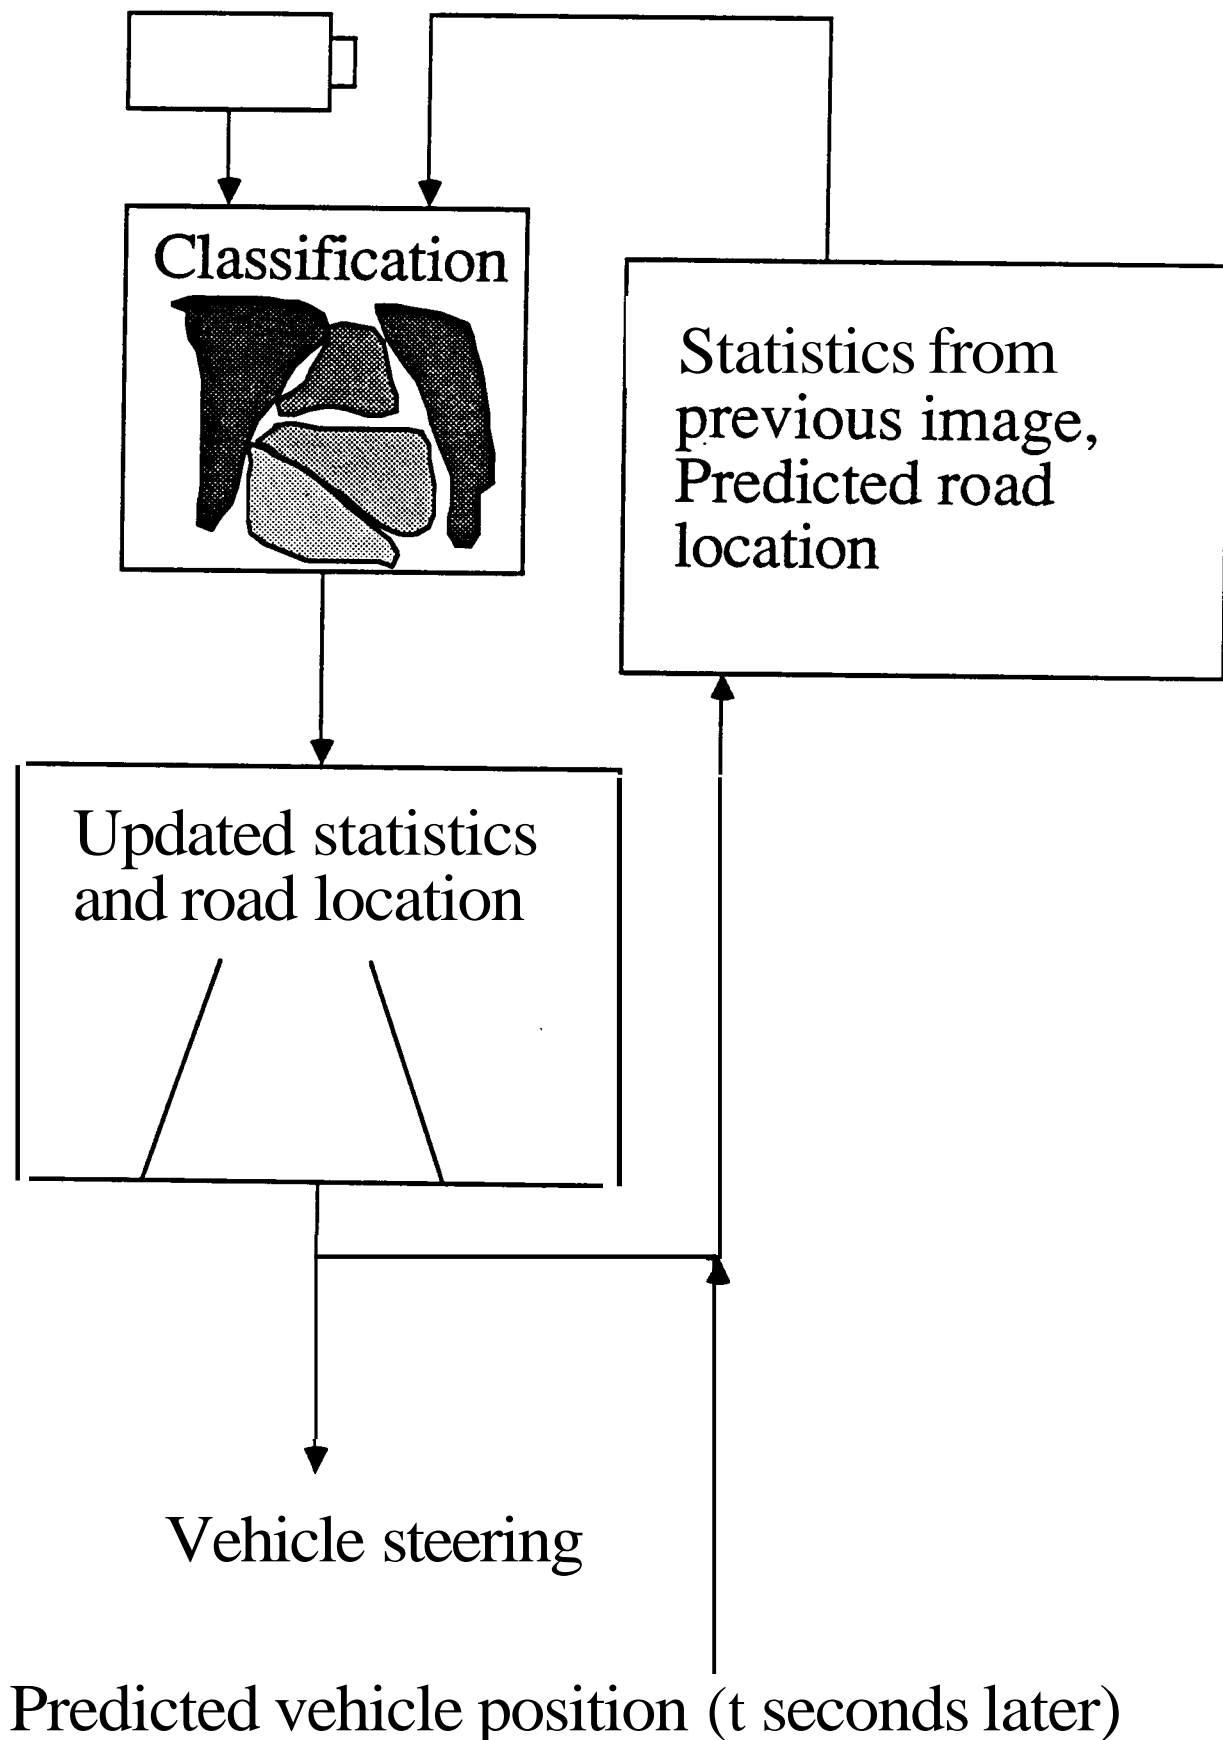 Classification
Statistics from
previous image,
Predicted road
location
Updated statistics
and road location
Vehicle steering
Predicted vehicle position (t seconds later)